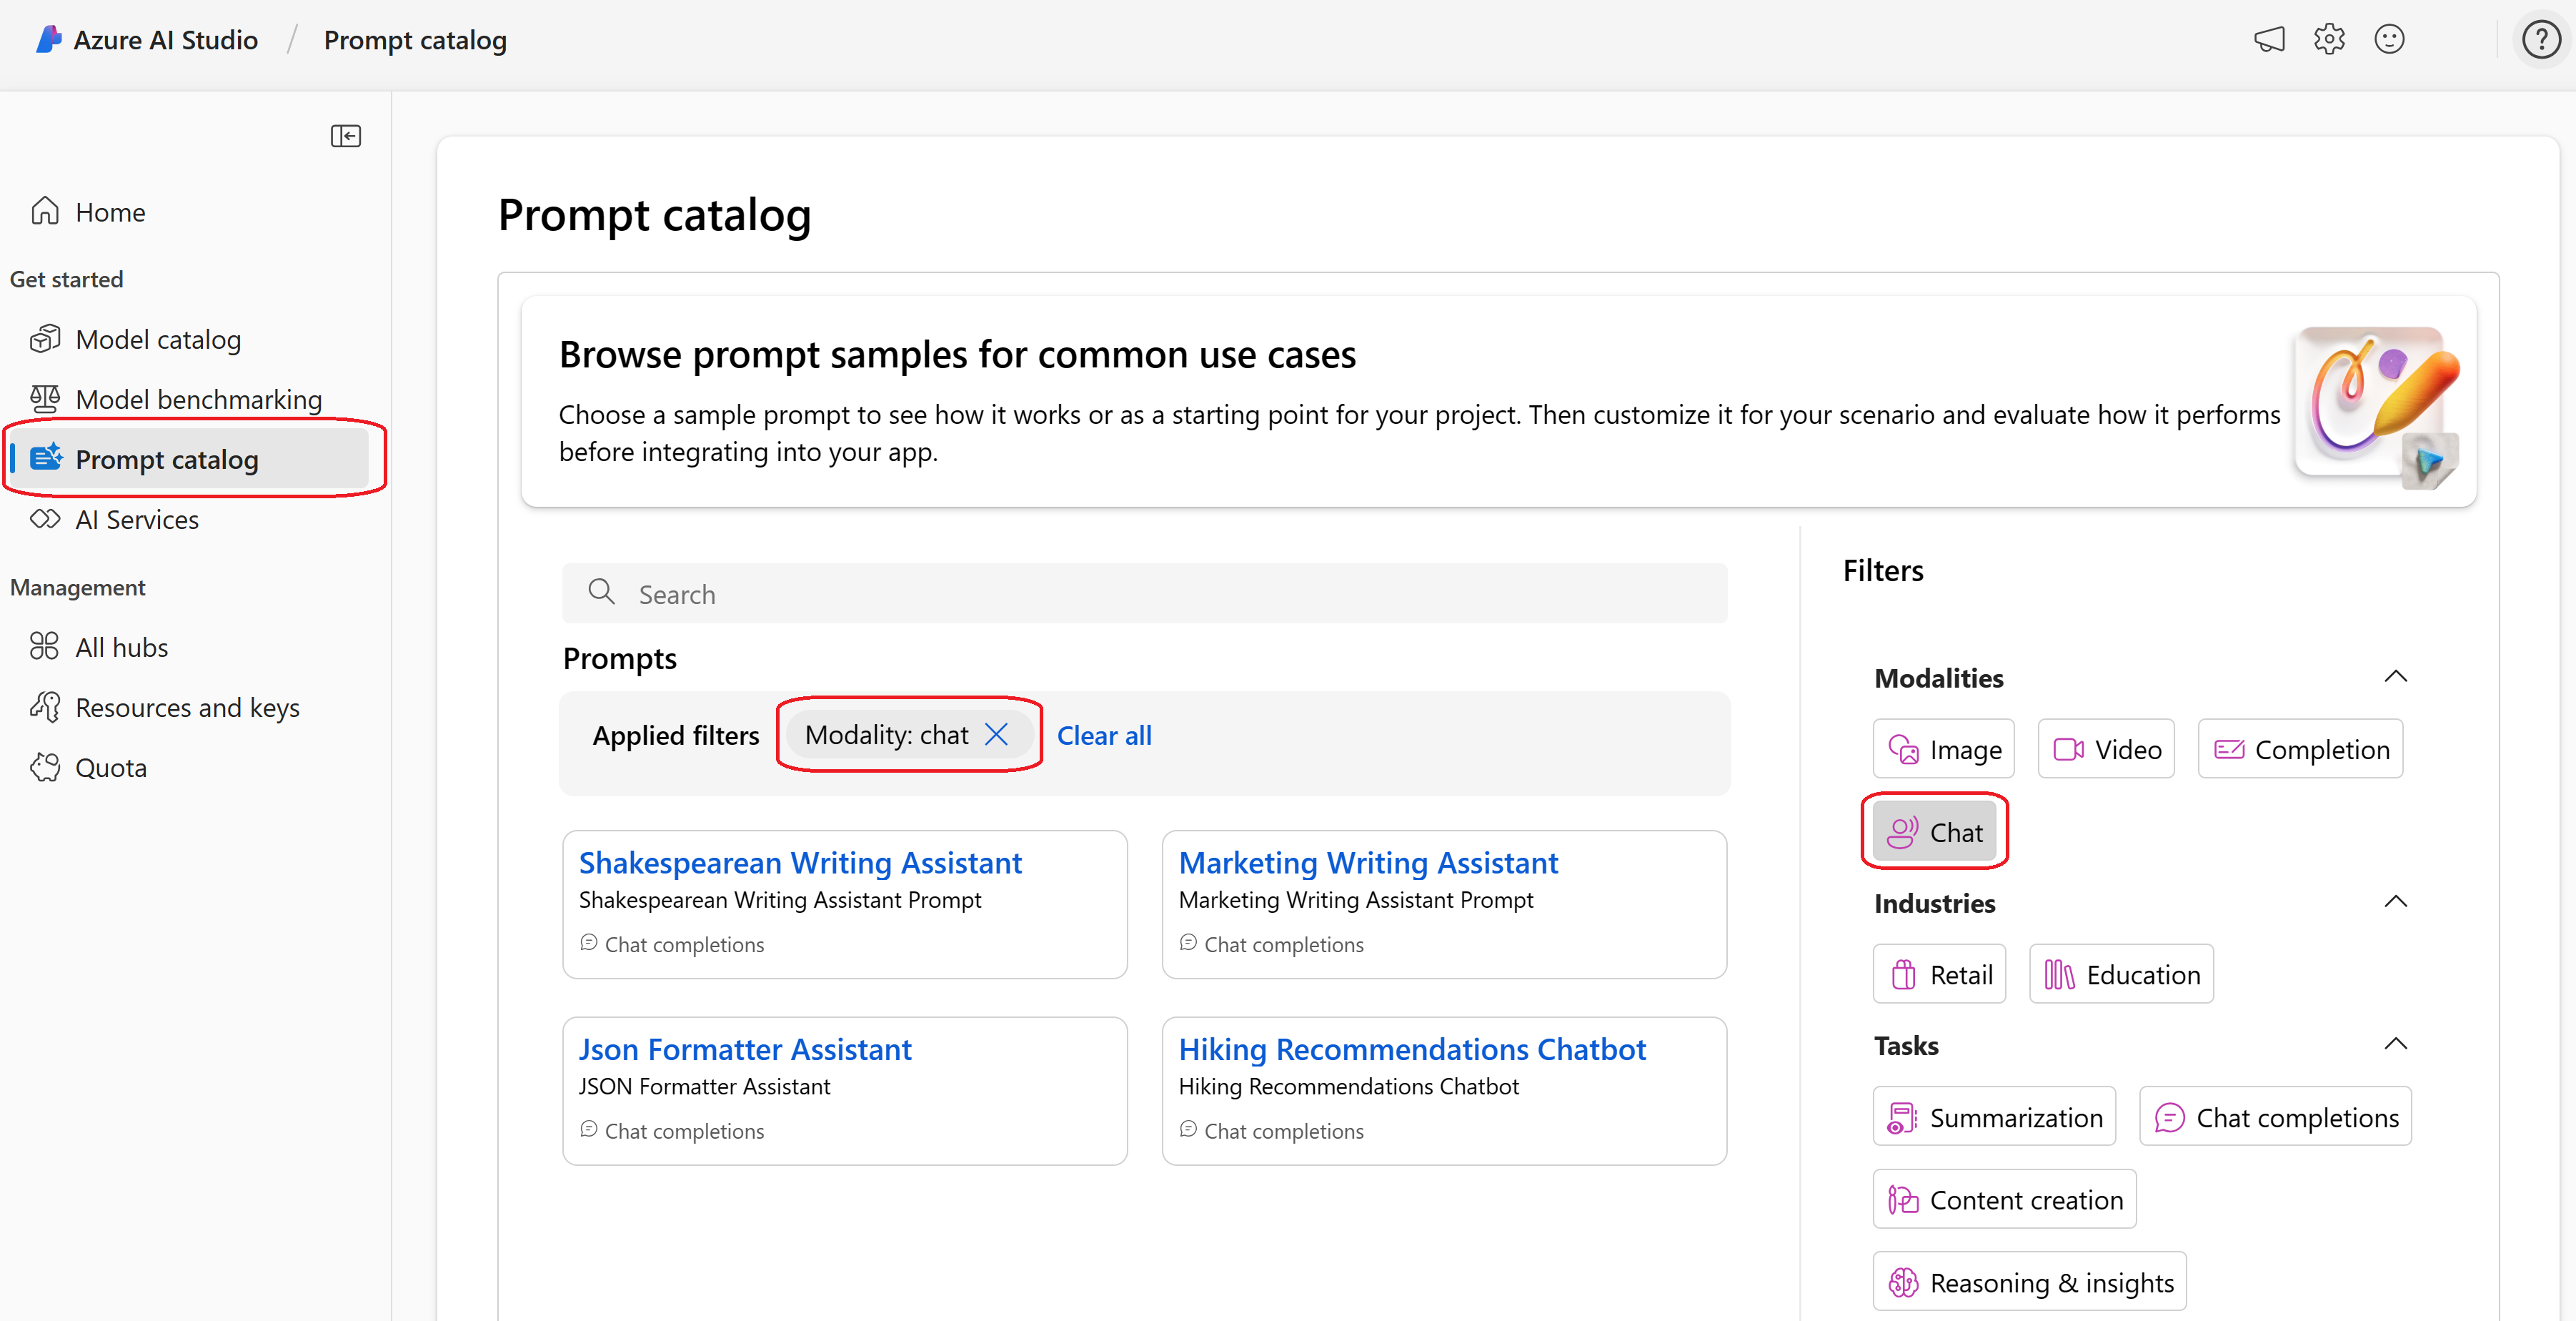 Azure AI Studio / Prompt catalog
Home
Get started
Model catalog
Model benchmarking
Prompt catalog
AI Services
Management
All hubs
Resources and keys
Quota
Prompt catalog
Browse prompt samples for common use cases
Choose a sample prompt to see how it works or as a starting point for your project. Then customize it for your scenario and evaluate how it performs
before integrating into your app.
Search
Prompts
Applied filters Modality: chat Clear all
Shakespearean Writing Assistant
Shakespearean Writing Assistant Prompt
Chat completions
Marketing Writing Assistant
Marketing Writing Assistant Prompt
Chat completions
Json Formatter Assistant
JSON Formatter Assistant
Chat completions
Hiking Recommendations Chatbot
Hiking Recommendations Chatbot
Chat completions
Filters
Modalities
Image Video Completion
Chat
Industries
Retail Education
Tasks
Summarization Chat completions
Content creation
Reasoning & insights